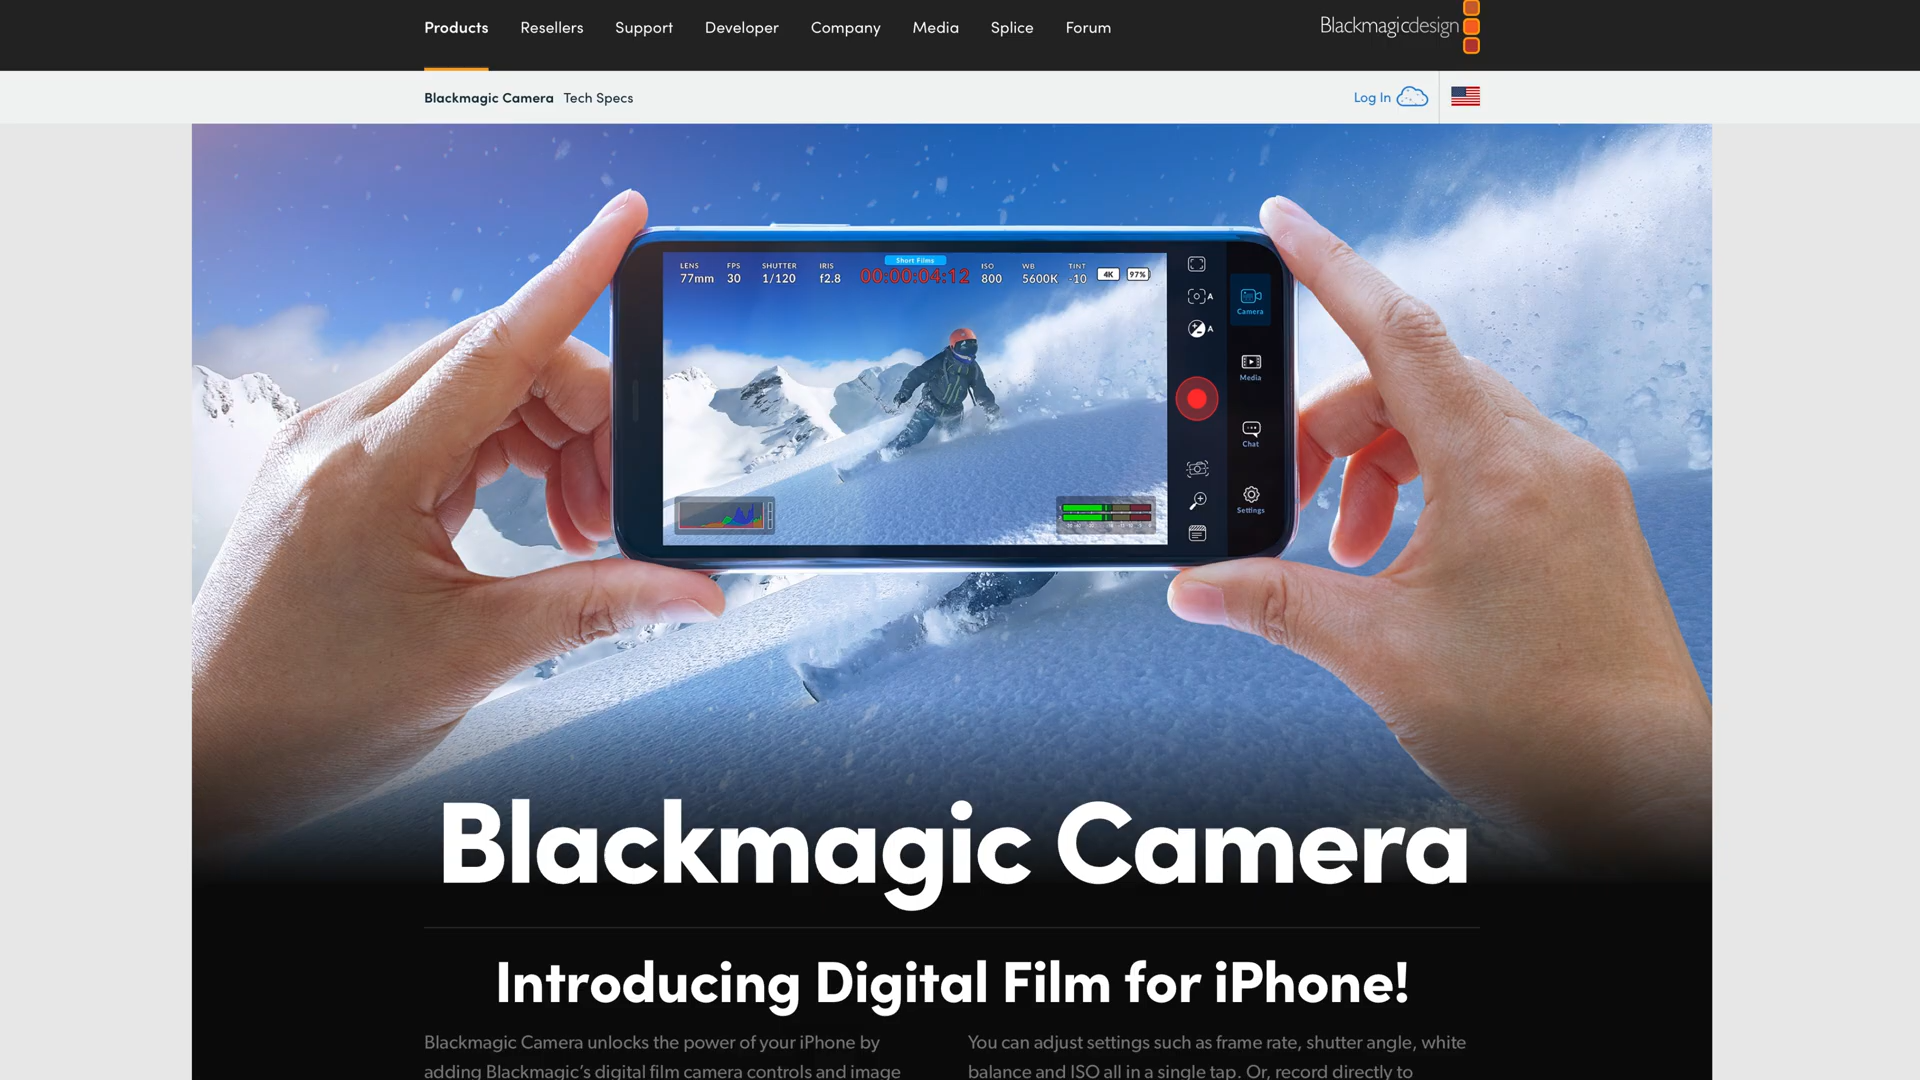 Products Resellers Support Developer Company Media Splice Forum
Blackmagicdesign
Blackmagic Camera Tech Specs
Log In
Short Films
LENS FPS SHUTTER IRIS 00:00:04:12 ISO WB TINT
77mm 30 1/120 f2.8 800 5600K -10 4K 97%
A
Camera
A
Media
Chat
Settings
Blackmagic Camera
Introducing Digital Film for iPhone!
Blackmagic Camera unlocks the power of your iPhone by
adding Blackmagic's digital film camera controls and image
You can adjust settings such as frame rate, shutter angle, white
balance and ISO all in a single tap. Or, record directly to